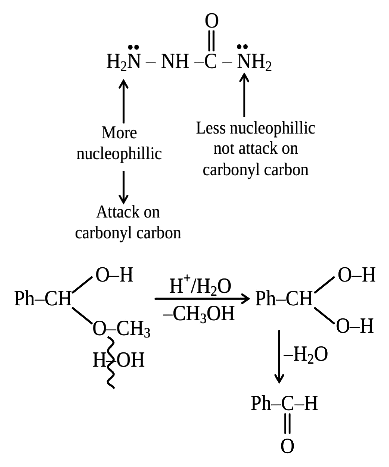 O
H2N – NH – C – NH2
More
nucleophillic
Less nucleophillic
not attack on
carbonyl carbon
Attack on
carbonyl carbon
O–H
Ph–CH
O–CH3
H–OH
H+/H2O
–CH3OH
O–H
Ph–CH
O–H
–H2O
Ph–C–H
O